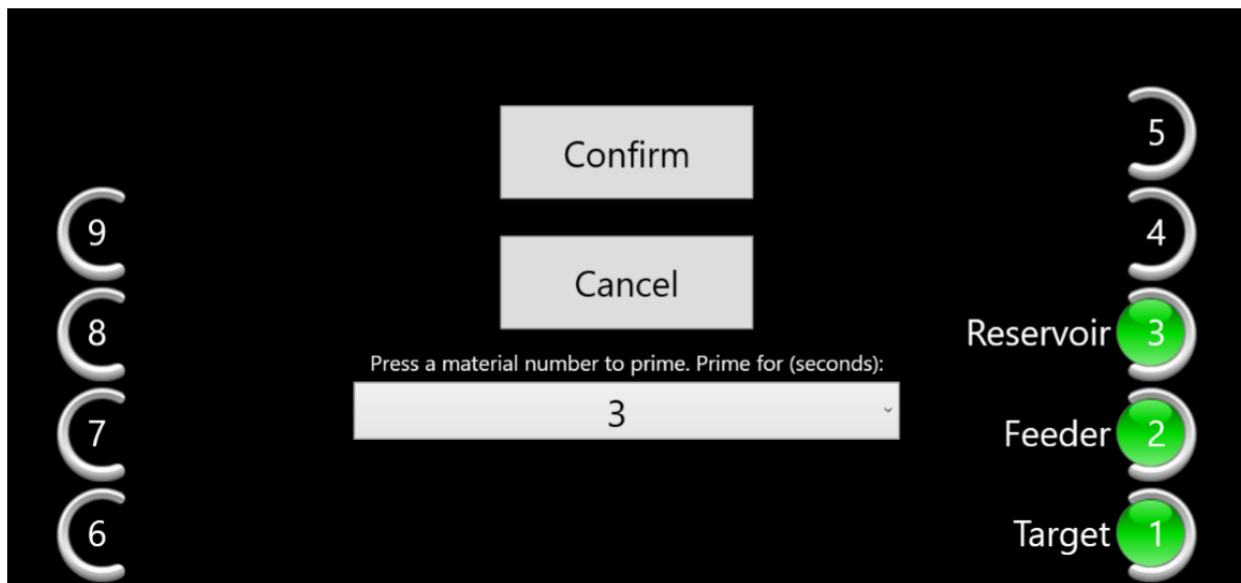 Confirm
Cancel
Press a material number to prime. Prime for (seconds):
3
9
8
7
6
5
4
Reservoir 3
Feeder 2
Target 1